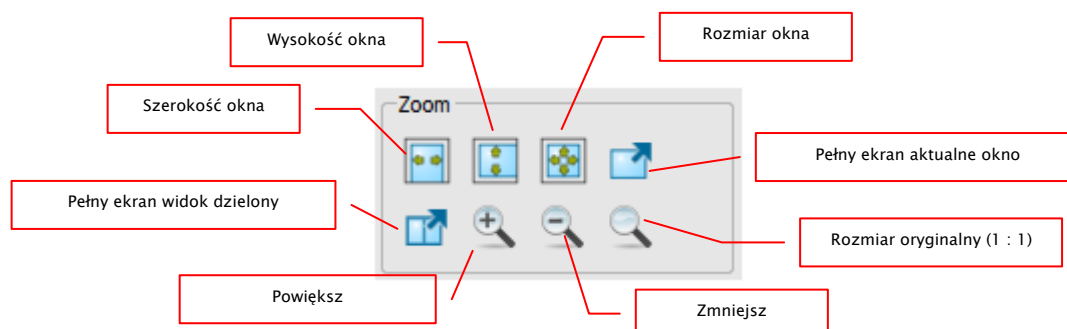 Wysokość okna
Rozmiar okna
Szerokość okna
Zoom
Pełny ekran aktualne okno
Pełny ekran widok dzielony
Rozmiar oryginalny (1 : 1)
Powiększ
Zmniejsz